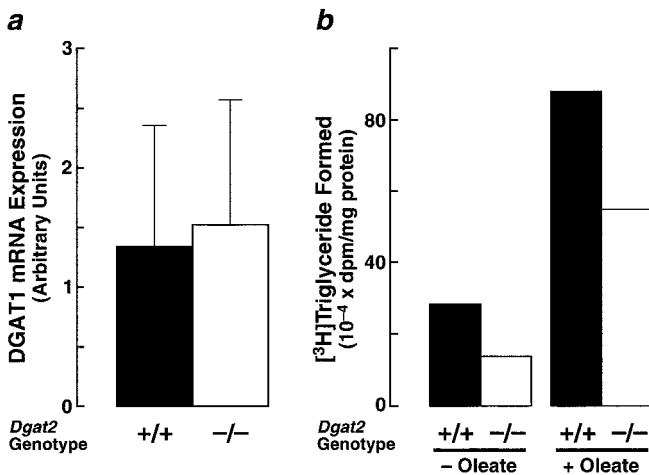 a
b
DGAT1 mRNA Expression
(Arbitrary Units)
3
2
1
0
Dgat2
Genotype
+/+
−/−
[³H]Triglyceride Formed
(10⁻⁴ x dpm/mg protein)
80
40
0
Dgat2
Genotype
+/+ −/− +/+ −/−
− Oleate + Oleate